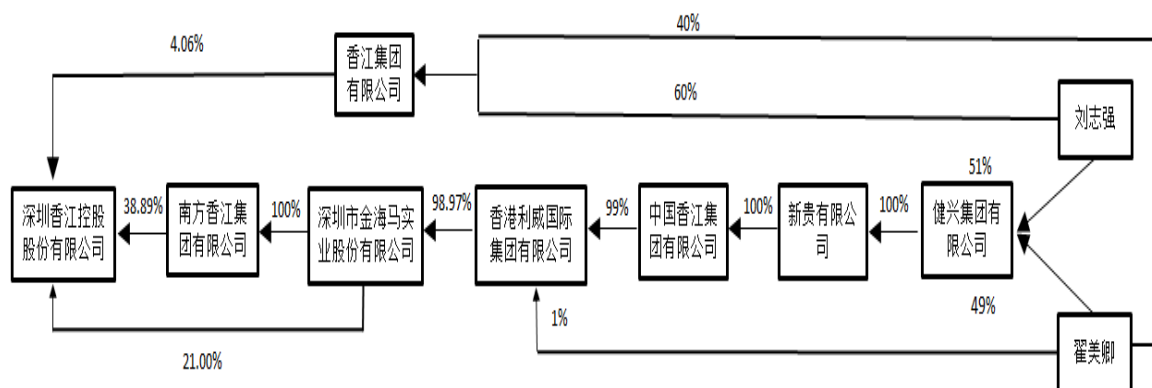 40%
4.06%
香江集团
有限公司
60%
刘志强
51%
深圳香江控股
股份有限公司
38.89%
南方香江集
团有限公司
100%
深圳市金海马实
业股份有限公司
98.97%
香港利威国际
集团有限公司
99%
中国香江集
团有限公司
100%
新贵有限公
司
100%
健兴集团有
限公司
49%
1%
21.00%
翟美卿